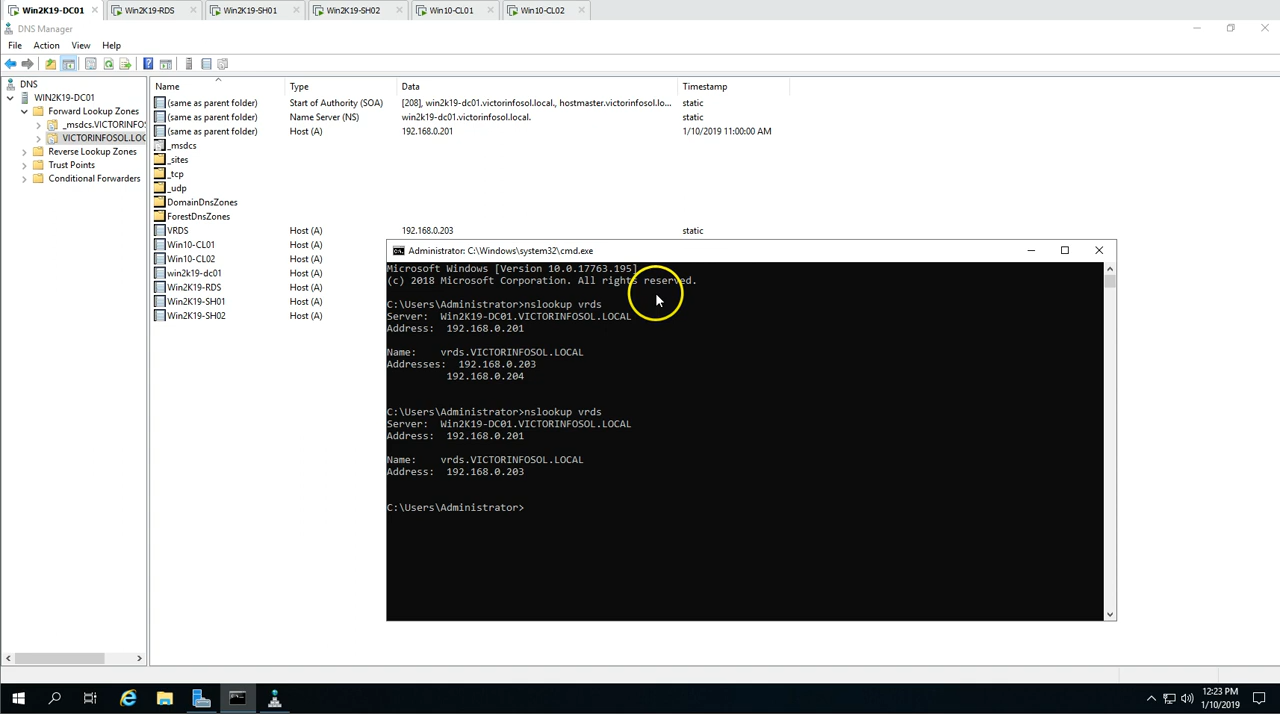 Win2K19-DC01 Win2K19-RDS Win2K19-SH01 Win2K19-SH02 Win10-CL01 Win10-CL02
DNS Manager
File Action View Help
DNS
WIN2K19-DC01
Forward Lookup Zones
_msdcs.VICTORINFOS
VICTORINFOSOL.LOC
Reverse Lookup Zones
Trust Points
Conditional Forwarders
Name Type Data Timestamp
(same as parent folder) Start of Authority (SOA) [208], win2k19-dc01.victorinfosol.local., hostmaster.victorinfosol.lo... static
(same as parent folder) Name Server (NS) win2k19-dc01.victorinfosol.local. static
(same as parent folder) Host (A) 192.168.0.201 1/10/2019 11:00:00 AM
_msdcs
_sites
_tcp
_udp
DomainDnsZones
ForestDnsZones
VRDS Host (A) 192.168.0.203 static
Win10-CL01 Host (A)
Win10-CL02 Host (A)
win2k19-dc01 Host (A)
Win2K19-RDS Host (A)
Win2K19-SH01 Host (A)
Win2K19-SH02 Host (A)
Administrator: C:\Windows\system32\cmd.exe
Microsoft Windows [Version 10.0.17763.195]
(c) 2018 Microsoft Corporation. All rights reserved.
C:\Users\Administrator>nslookup vrds
Server: Win2K19-DC01.VICTORINFOSOL.LOCAL
Address: 192.168.0.201
Name: vrds.VICTORINFOSOL.LOCAL
Addresses: 192.168.0.203
192.168.0.204
C:\Users\Administrator>nslookup vrds
Server: Win2K19-DC01.VICTORINFOSOL.LOCAL
Address: 192.168.0.201
Name: vrds.VICTORINFOSOL.LOCAL
Address: 192.168.0.203
C:\Users\Administrator>
12:23 PM
1/10/2019